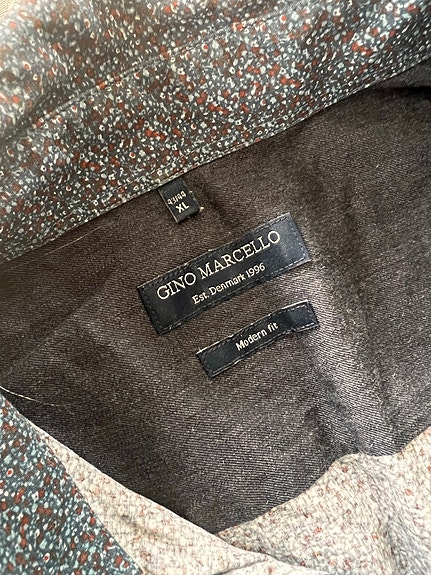 43/44
XL
GINO MARCELLO
Est. Denmark 1996
Modern fit